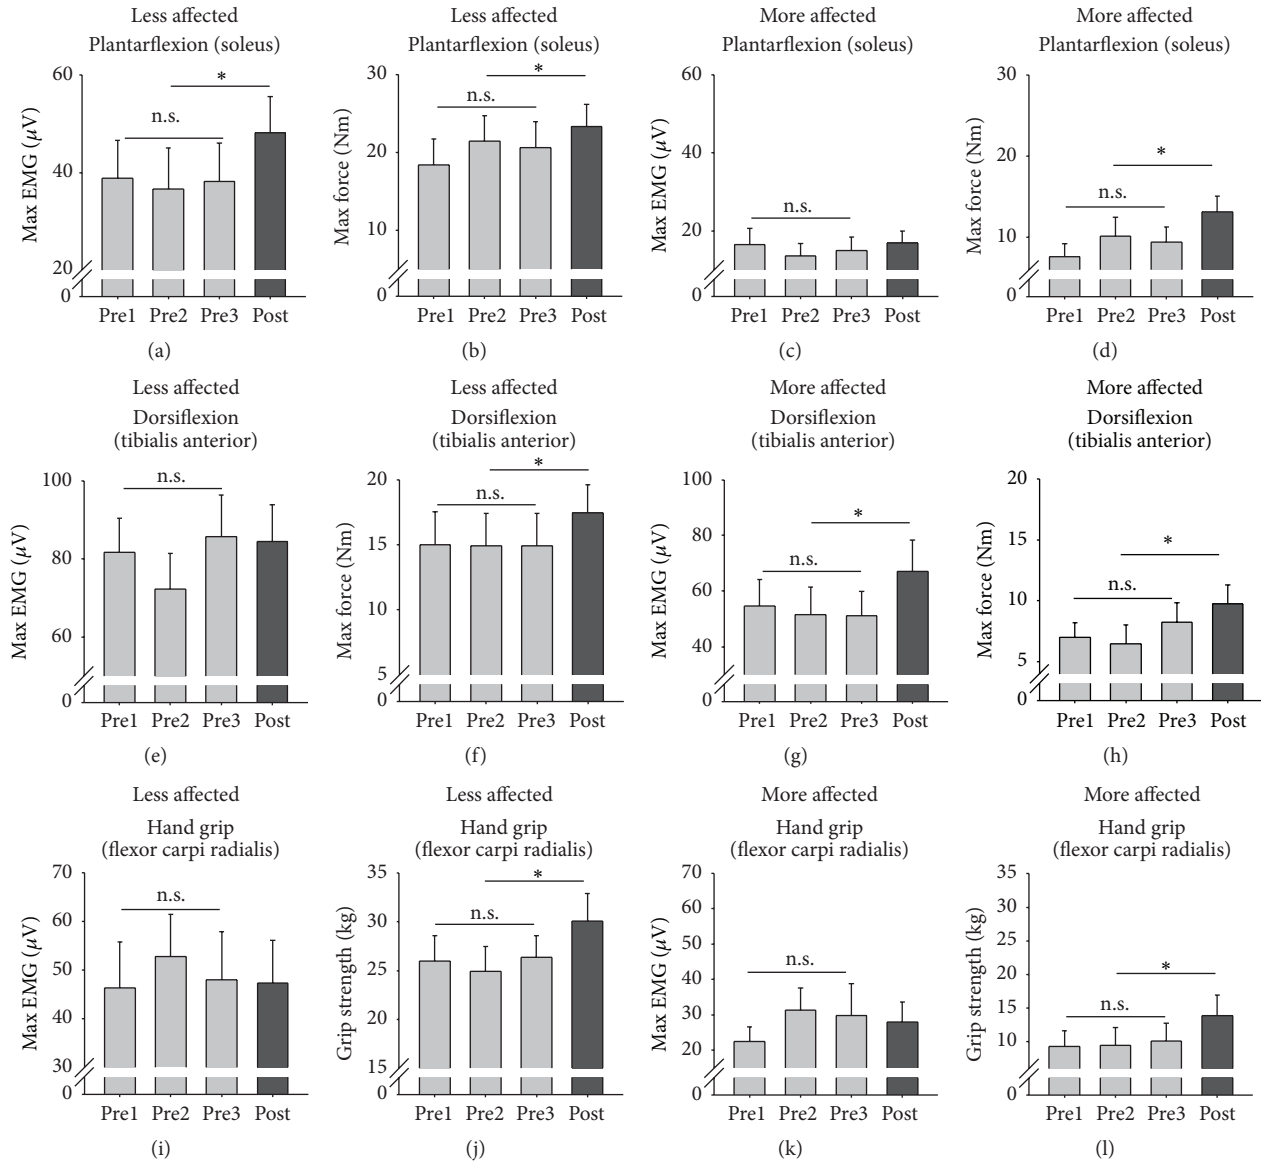 Less affected
Plantarflexion (soleus)
Max EMG (μV)
60
40
20
0
n.s.
*
Pre1 Pre2 Pre3 Post
(a)
Less affected
Plantarflexion (soleus)
Max force (Nm)
30
20
10
0
n.s.
*
Pre1 Pre2 Pre3 Post
(b)
More affected
Plantarflexion (soleus)
Max EMG (μV)
60
40
20
0
n.s.
Pre1 Pre2 Pre3 Post
(c)
More affected
Plantarflexion (soleus)
Max force (Nm)
30
20
10
0
n.s.
*
Pre1 Pre2 Pre3 Post
(d)
Less affected
Dorsiflexion
(tibialis anterior)
Max EMG (μV)
100
80
60
0
n.s.
Pre1 Pre2 Pre3 Post
(e)
Less affected
Dorsiflexion
(tibialis anterior)
Max force (Nm)
20
15
10
5
0
n.s.
*
Pre1 Pre2 Pre3 Post
(f)
More affected
Dorsiflexion
(tibialis anterior)
Max EMG (μV)
100
80
60
40
0
n.s.
*
Pre1 Pre2 Pre3 Post
(g)
More affected
Dorsiflexion
(tibialis anterior)
Max force (Nm)
20
15
10
5
0
n.s.
*
Pre1 Pre2 Pre3 Post
(h)
Less affected
Hand grip
(flexor carpi radialis)
Max EMG (μV)
70
60
50
40
30
0
n.s.
Pre1 Pre2 Pre3 Post
(i)
Less affected
Hand grip
(flexor carpi radialis)
Grip strength (kg)
35
30
25
20
15
0
n.s.
*
Pre1 Pre2 Pre3 Post
(j)
More affected
Hand grip
(flexor carpi radialis)
Max EMG (μV)
70
60
50
40
30
20
0
n.s.
Pre1 Pre2 Pre3 Post
(k)
More affected
Hand grip
(flexor carpi radialis)
Grip strength (kg)
35
30
25
20
15
10
0
n.s.
*
Pre1 Pre2 Pre3 Post
(l)